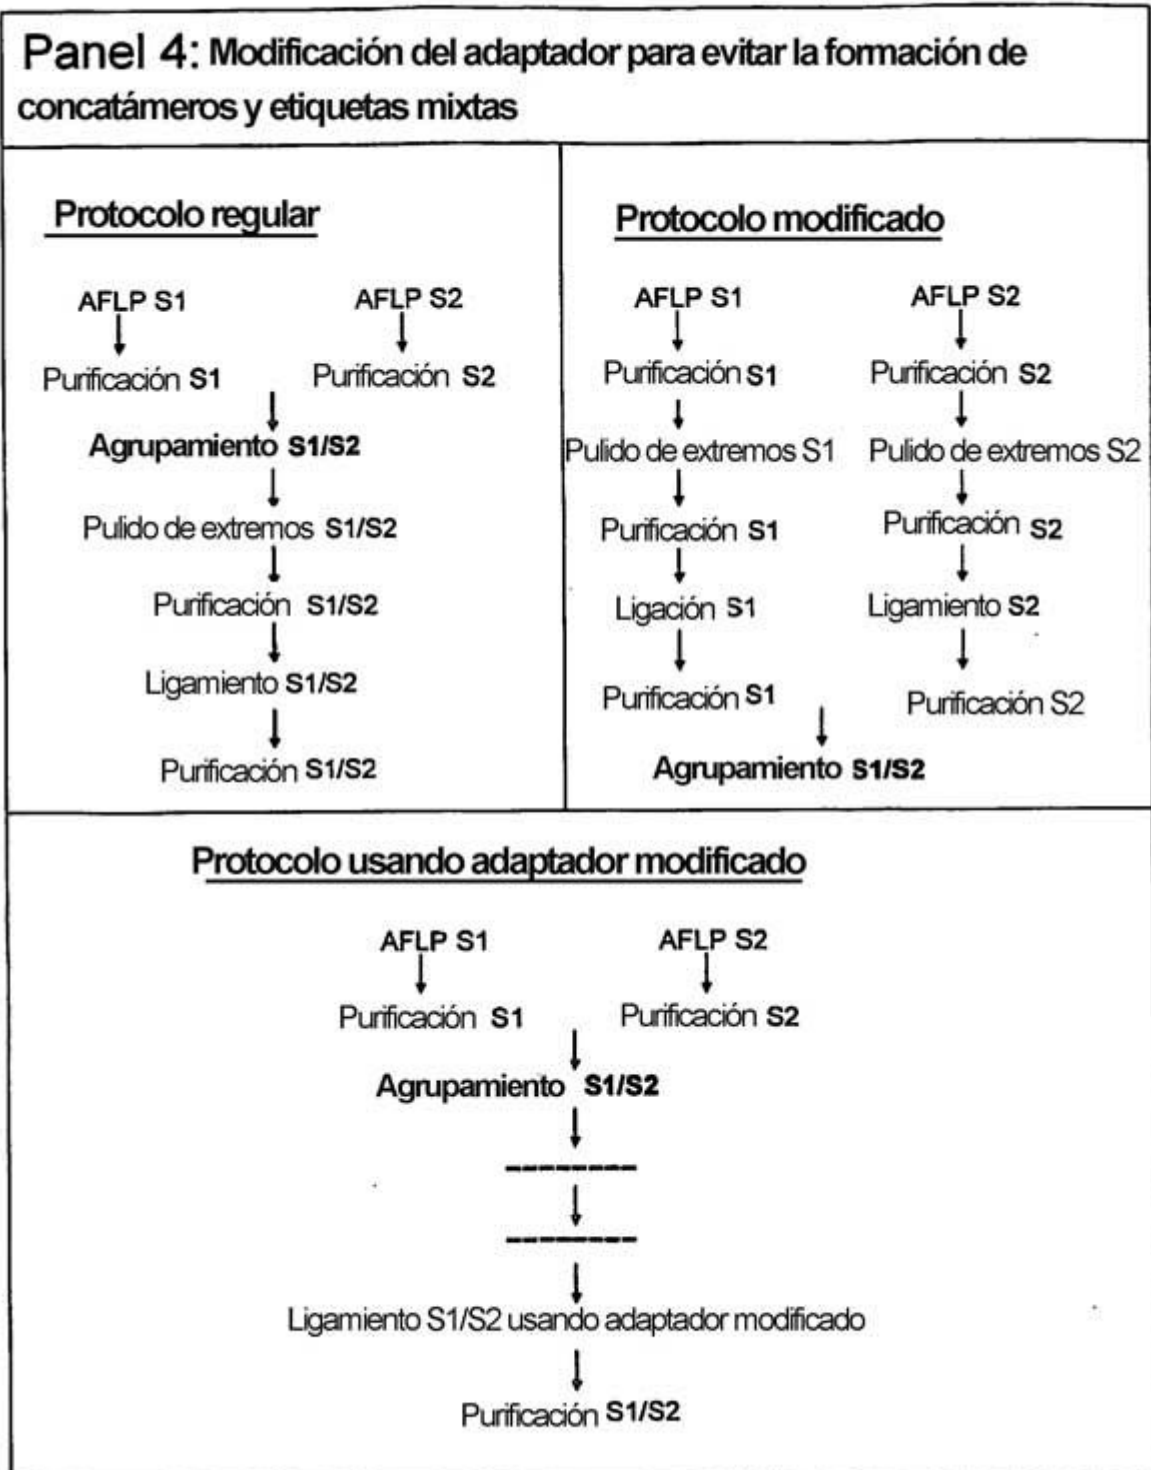 Panel 4: Modificación del adaptador para evitar la formación de
concatámeros y etiquetas mixtas
Protocolo regular
AFLP S1 AFLP S2
Purificación S1 Purificación S2
Agrupamiento S1/S2
Pulido de extremos S1/S2
Purificación S1/S2
Ligamiento S1/S2
Purificación S1/S2
Protocolo modificado
AFLP S1 AFLP S2
Purificación S1 Purificación S2
Pulido de extremos S1 Pulido de extremos S2
Purificación S1 Purificación S2
Ligación S1 Ligamiento S2
Purificación S1 Purificación S2
Agrupamiento S1/S2
Protocolo usando adaptador modificado
AFLP S1 AFLP S2
Purificación S1 Purificación S2
Agrupamiento S1/S2
--------
--------
Ligamiento S1/S2 usando adaptador modificado
Purificación S1/S2